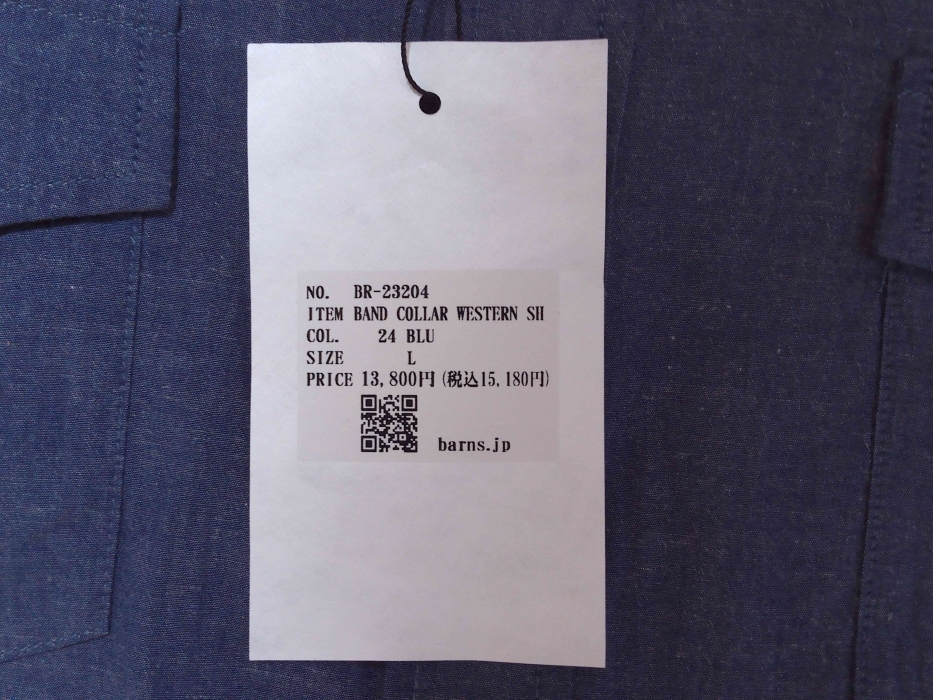 NO. BR-23204
ITEM BAND COLLAR WESTERN SH
COL. 24 BLU
SIZE L
PRICE 13,800円(税込15,180円)
barns.jp